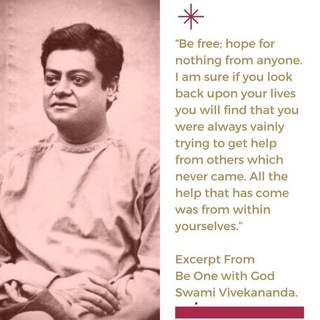 “Be free; hope for
nothing from anyone.
I am sure if you look
back upon your lives
you will find that you
were always vainly
trying to get help
from others which
never came. All the
help that has come
was from within
yourselves.”
Excerpt From
Be One with God
Swami Vivekananda.